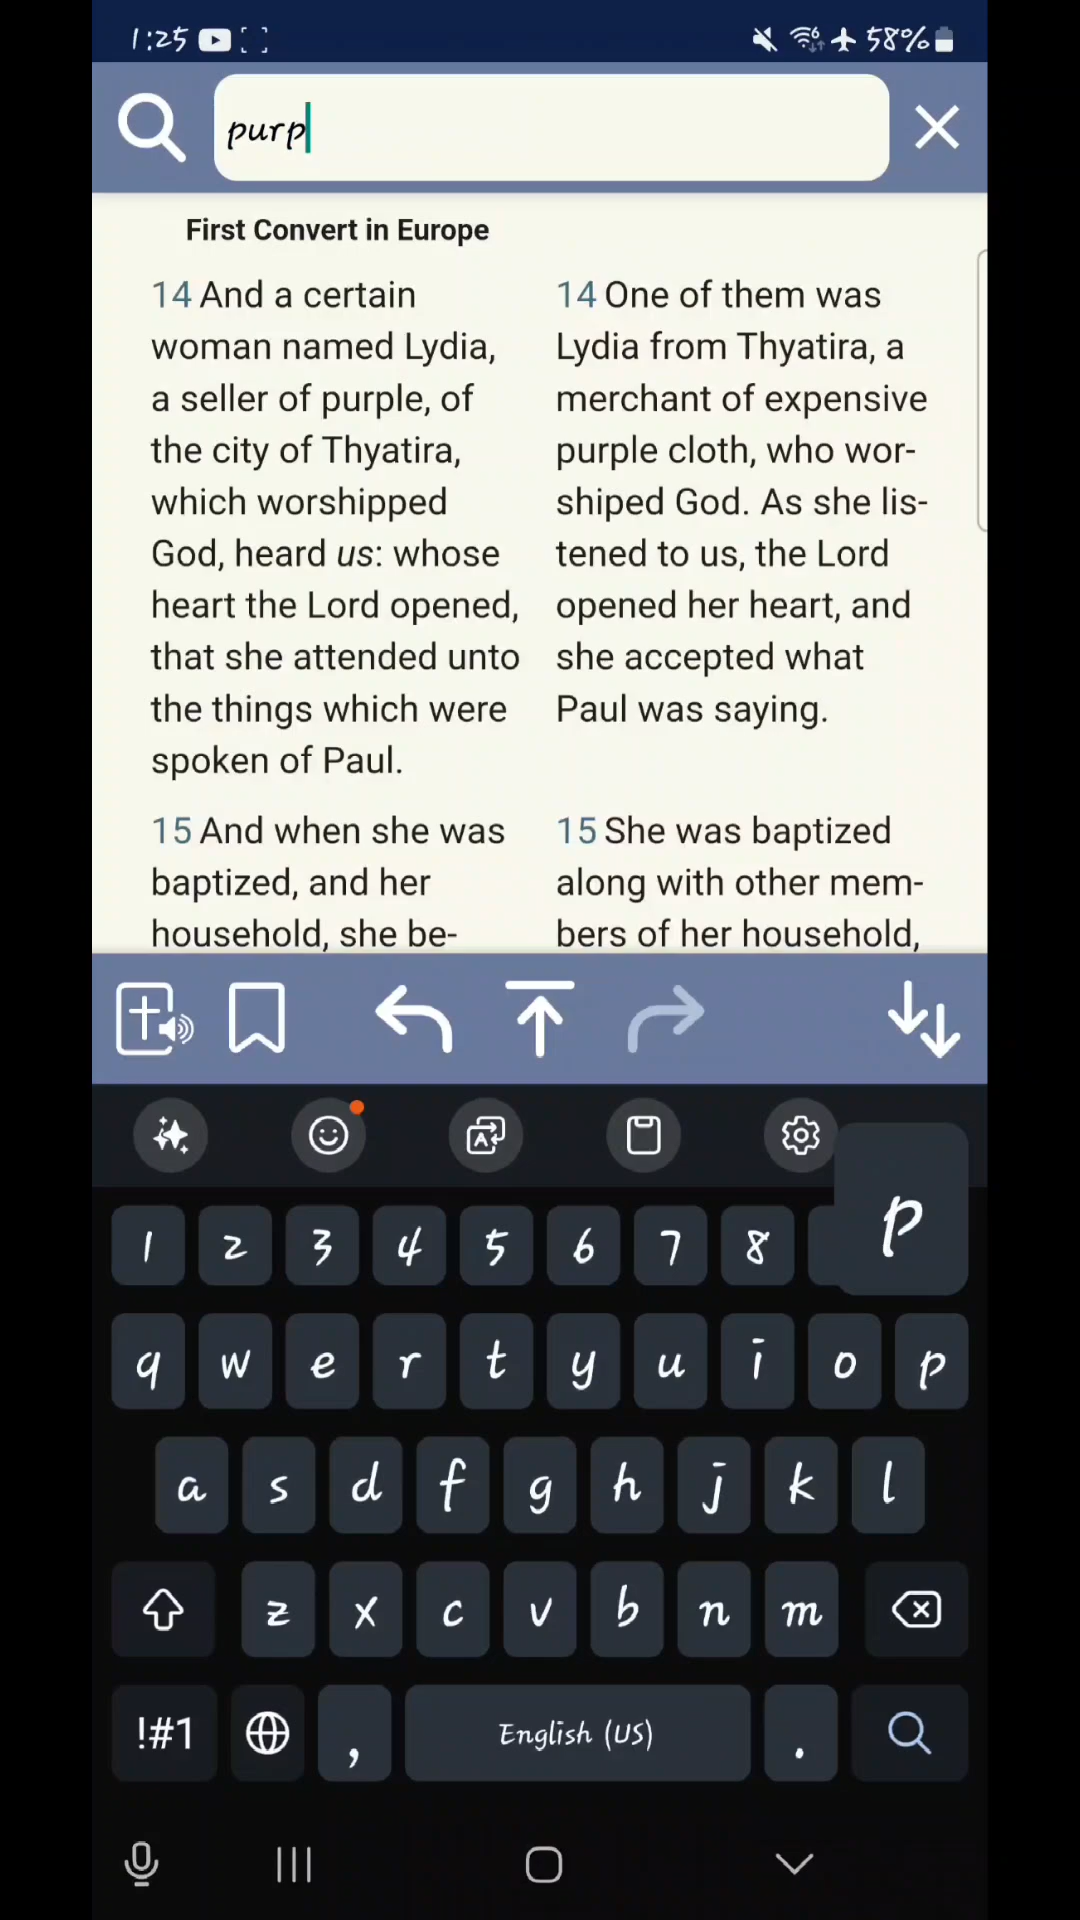 1:25 58%
purp
First Convert in Europe
14 And a certain
woman named Lydia,
a seller of purple, of
the city of Thyatira,
which worshipped
God, heard us: whose
heart the Lord opened,
that she attended unto
the things which were
spoken of Paul.
15 And when she was
baptized, and her
household, she be-
14 One of them was
Lydia from Thyatira, a
merchant of expensive
purple cloth, who wor-
shiped God. As she lis-
tened to us, the Lord
opened her heart, and
she accepted what
Paul was saying.
15 She was baptized
along with other mem-
bers of her household,
p
1 2 3 4 5 6 7 8
q w e r t y u i o p
a s d f g h j k l
z x c v b n m
!#1 , English (US) .